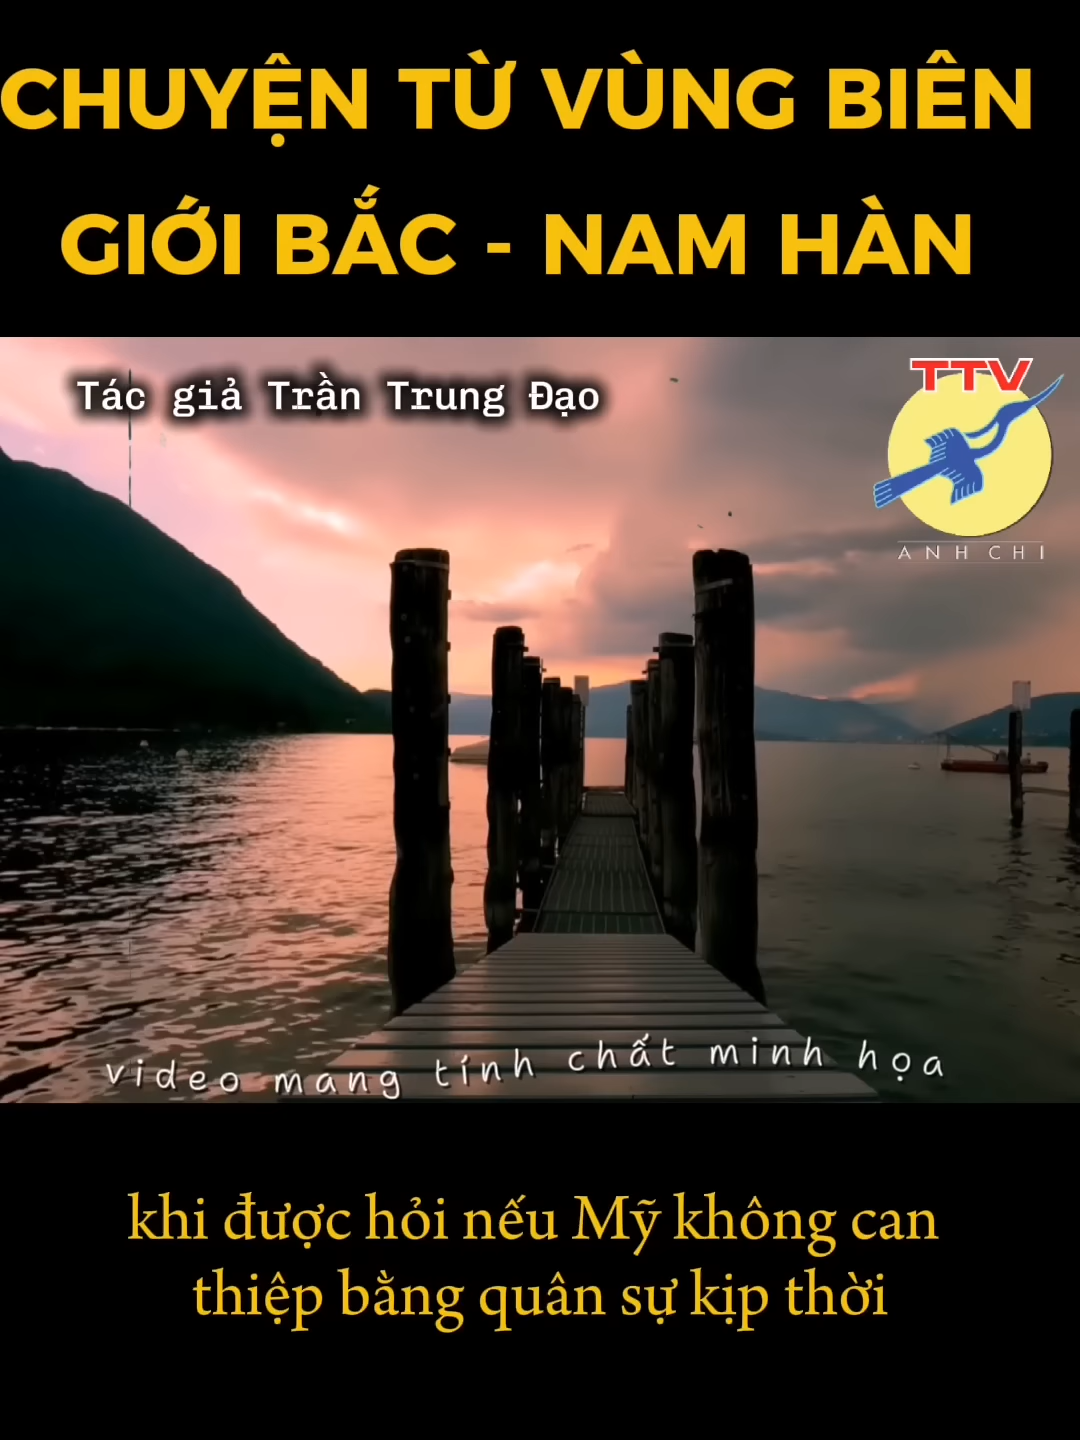 CHUYỆN TỪ VÙNG BIÊN
GIỚI BẮC - NAM HÀN
Tác giả Trần Trung Đạo
TTV
ANH CHI
video mang tính chất minh họa
khi được hỏi nếu Mỹ không can
thiệp bằng quân sự kịp thời